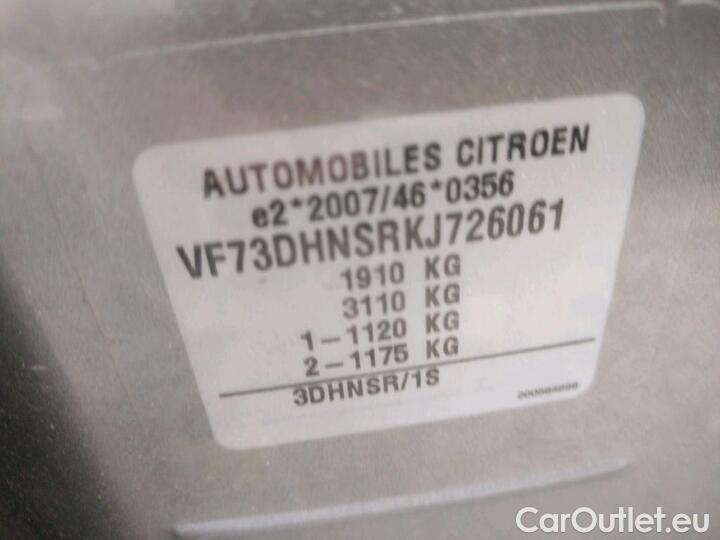 AUTOMOBILES CITROEN
e2*2007/46*0356
VF73DHNSRKJ726061
1910 KG
3110 KG
1-1120 KG
2-1175 KG
3DHNSR/1S
CarOutlet.eu